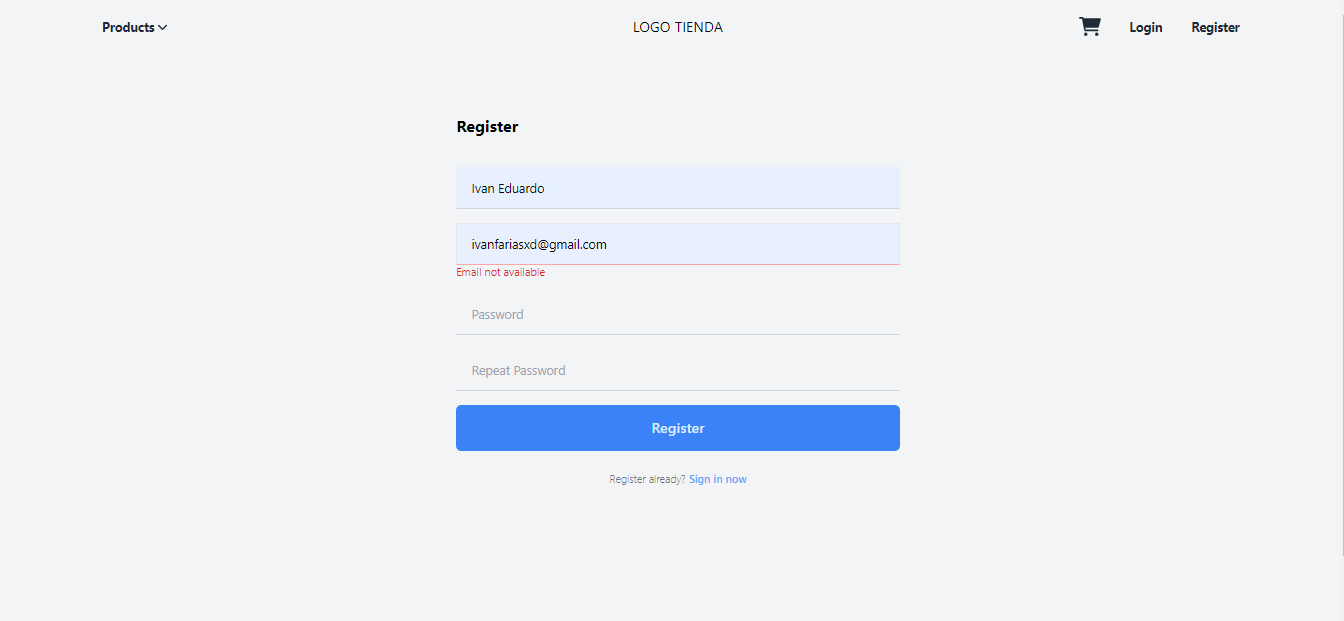 Products
LOGO TIENDA
Login
Register
Register
Ivan Eduardo
ivanfariasxd@gmail.com
Email not available
Password
Repeat Password
Register
Register already? Sign in now